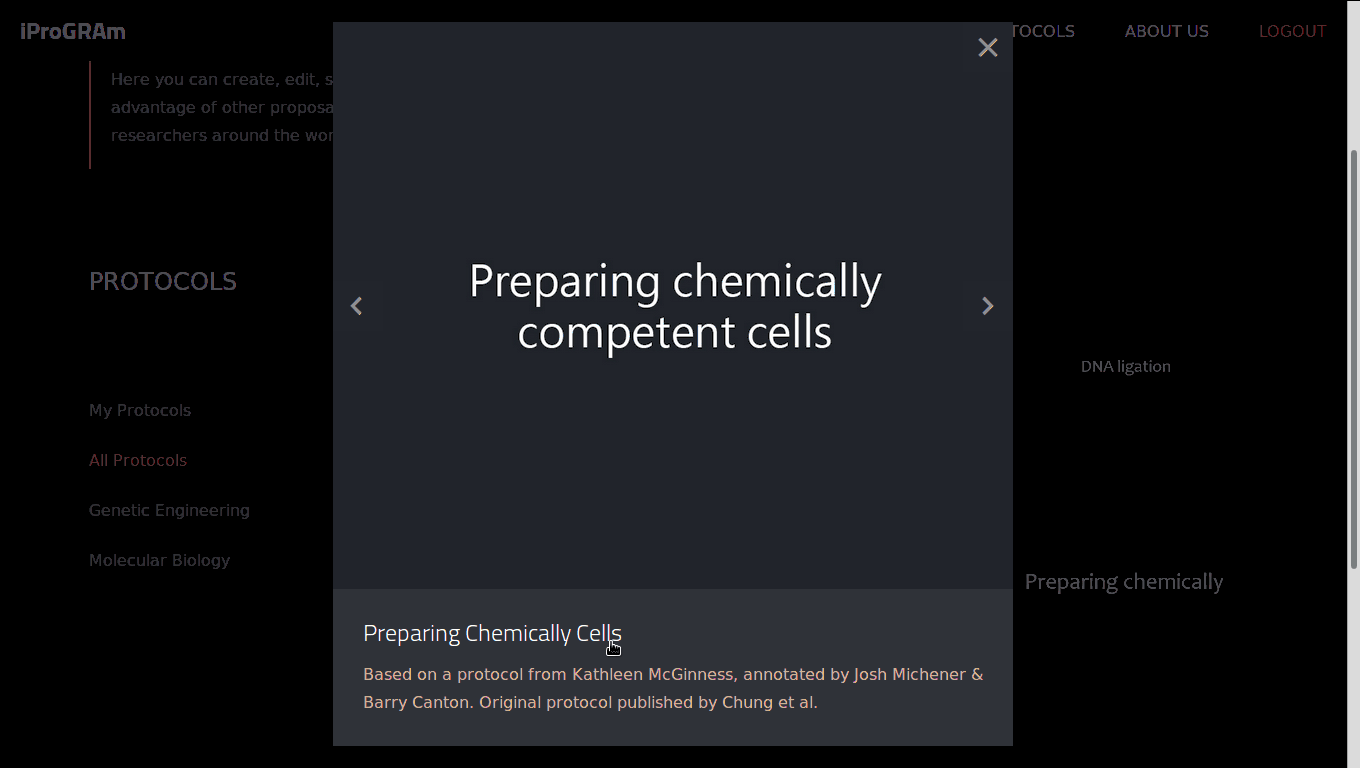 iProGRAm
TOCOLS
ABOUT US
LOGOUT
Here you can create, edit, s
advantage of other proposa
researchers around the wor
PROTOCOLS
My Protocols
All Protocols
Genetic Engineering
Molecular Biology
Preparing chemically
competent cells
Preparing Chemically Cells
Based on a protocol from Kathleen McGinness, annotated by Josh Michener &
Barry Canton. Original protocol published by Chung et al.
DNA ligation
Preparing chemically